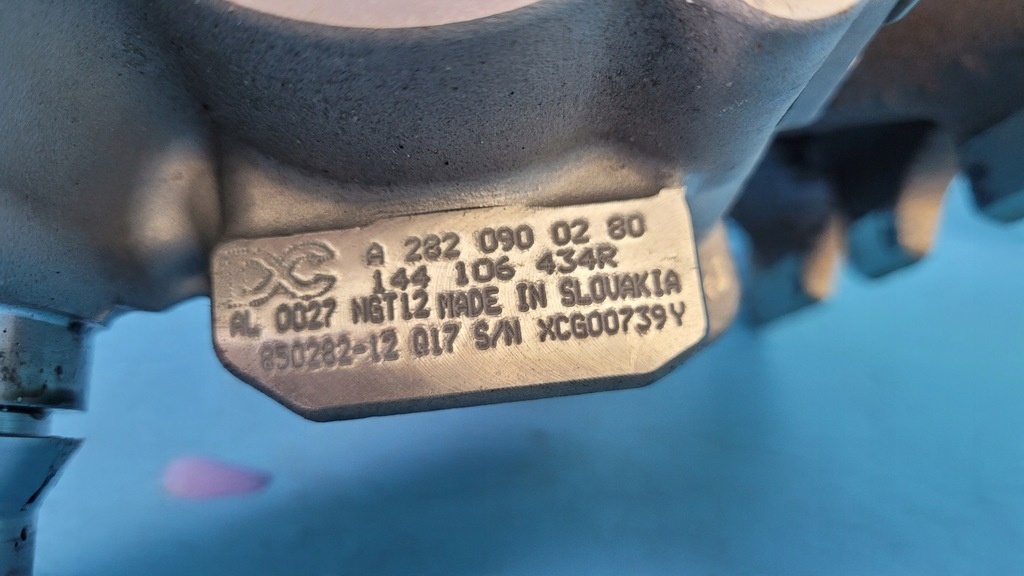 A 282 090 02 80
144 106 434R
AL 0027 NGT12 MADE IN SLOVAKIA
850282-12 Q17 S/N XCG00739Y